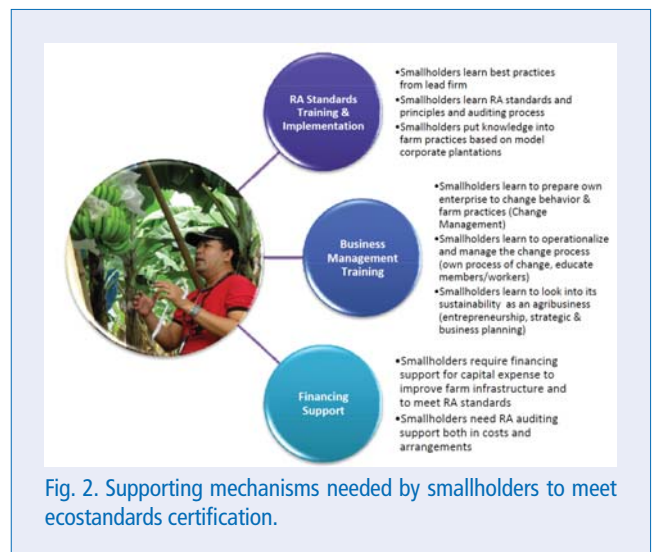 RA Standards
Training &
Implementation
•Smallholders learn best practices
from lead firm
•Smallholders learn RA standards and
principles and auditing process
•Smallholders put knowledge into
farm practices based on model
corporate plantations
Business
Management
Training
•Smallholders learn to prepare own
enterprise to change behavior &
farm practices (Change
Management)
•Smallholders learn to operationalize
and manage the change process
(own process of change, educate
members/workers)
•Smallholders learn to look into its
sustainability as an agribusiness
(entrepreneurship, strategic &
business planning)
Financing
Support
•Smallholders require financing
support for capital expense to
improve farm infrastructure and
to meet RA standards
•Smallholders need RA auditing
support both in costs and
arrangements
Fig. 2. Supporting mechanisms needed by smallholders to meet
ecostandards certification.